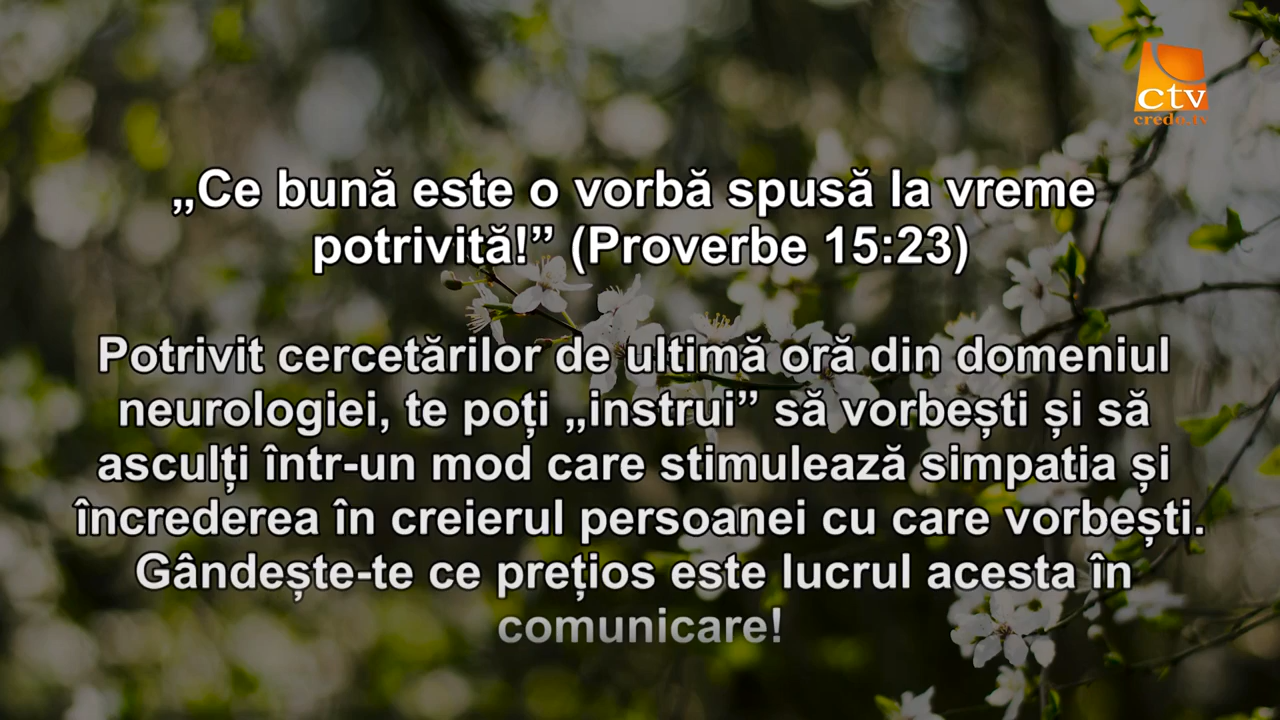 ctv
credo.tv
„Ce bună este o vorbă spusă la vreme
potrivită!” (Proverbe 15:23)
Potrivit cercetărilor de ultimă oră din domeniul
neurologiei, te poți „instrui” să vorbești și să
asculți într-un mod care stimulează simpatia și
încrederea în creierul persoanei cu care vorbești.
Gândește-te ce prețios este lucrul acesta în
comunicare!